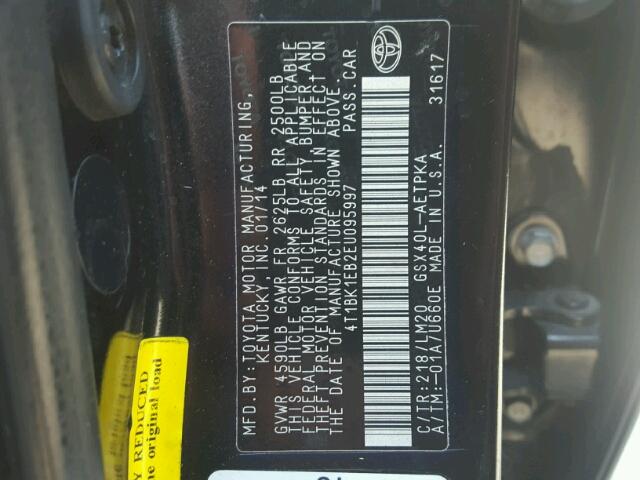 MFD.BY:TOYOTA MOTOR MANUFACTURING,
KENTUCKY,INC.01/14
GVWR 4590LB GAWR FR 2625LB RR 2500LB
THIS VEHICLE CONFORMS TO ALL APPLICABLE
FEDERAL MOTOR VEHICLE SAFETY, BUMPER,AND
THEFT PREVENTION STANDARDS IN EFFECT ON
THE DATE OF MANUFACTURE SHOWN ABOVE.
4T1BK1EB2EU095997 PASS.CAR
C/TR:218/LM20 GSX40L-AETPKA
A/TM:-01A/U660E MADE IN U.S.A. 31617
Y REDUCED
he original load